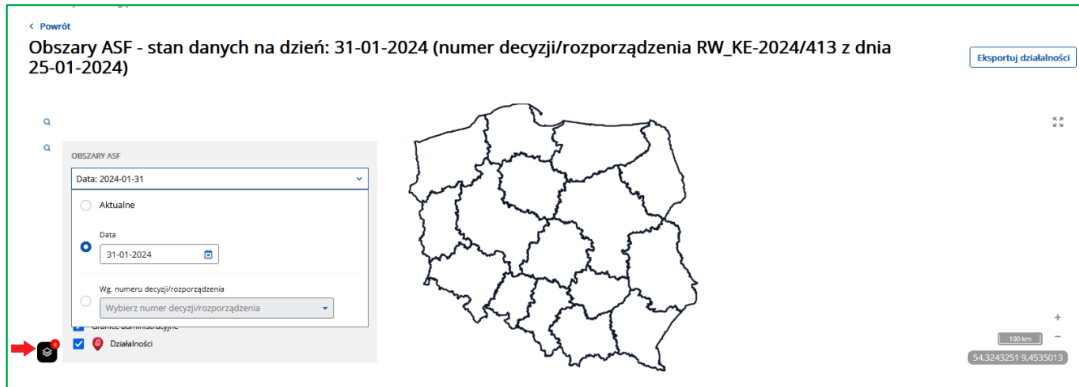 Powrót
Obszary ASF - stan danych na dzień: 31-01-2024 (numer decyzji/rozporządzenia RW_KE-2024/413 z dnia
25-01-2024)
Eksportuj działalności
OBSZARY ASF
Data: 2024-01-31
Aktualne
Data
31-01-2024
Wg. numeru decyzji/rozporządzenia
Wybierz numer decyzji/rozporządzenia
Granice administracyjne
Działalności
+
100 km
−
54,3243251 9,4535013